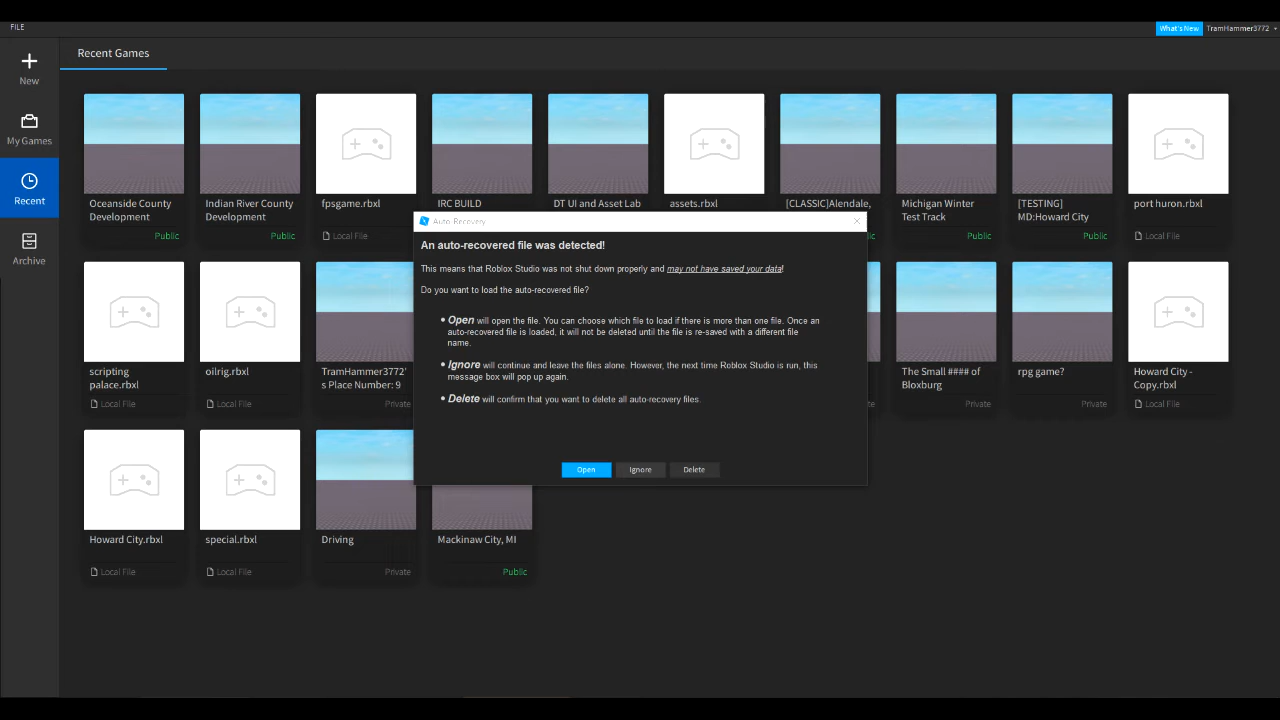 FILE
What's New
TramHammer3772
New
My Games
Recent
Archive
Recent Games
Oceanside County
Development
Public
Indian River County
Development
Public
fpsgame.rbxl
Local File
IRC BUILD
DT UI and Asset Lab
assets.rbxl
[CLASSIC]Alendale,
Michigan Winter
Test Track
Public
[TESTING]
MD:Howard City
Public
port huron.rbxl
Local File
Auto-Recovery
An auto-recovered file was detected!
This means that Roblox Studio was not shut down properly and may not have saved your data!
Do you want to load the auto-recovered file?
• Open will open the file. You can choose which file to load if there is more than one file. Once an
auto-recovered file is loaded, it will not be deleted until the file is re-saved with a different file
name.
• Ignore will continue and leave the files alone. However, the next time Roblox Studio is run, this
message box will pop up again.
• Delete will confirm that you want to delete all auto-recovery files.
Open
Ignore
Delete
scripting
palace.rbxl
Local File
oilrig.rbxl
Local File
TramHammer3772'
s Place Number: 9
Private
The Small #### of
Bloxburg
Private
rpg game?
Private
Howard City -
Copy.rbxl
Local File
Howard City.rbxl
Local File
special.rbxl
Local File
Driving
Private
Mackinaw City, MI
Public